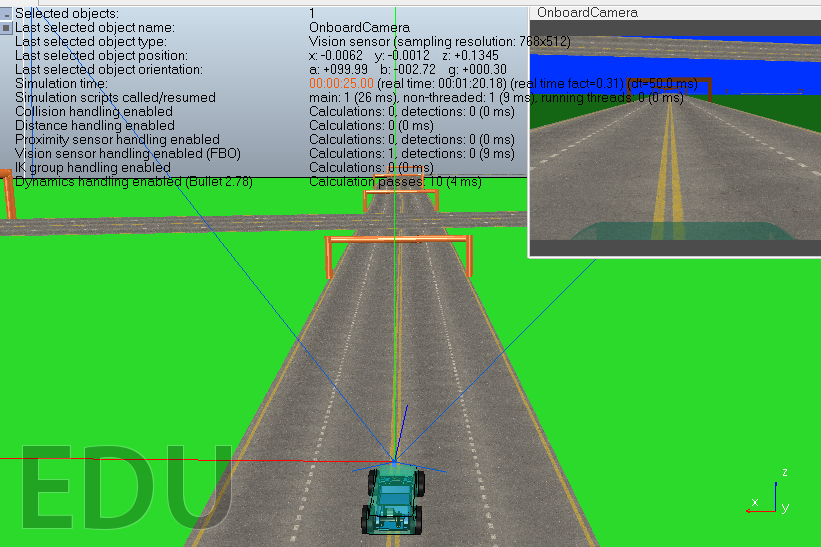 Selected objects: 1
Last selected object name: OnboardCamera
Last selected object type: Vision sensor (sampling resolution: 768x512)
Last selected object position: x: -0.0062 y: -0.0012 z: +0.1345
Last selected object orientation: a: +099.99 b: -002.72 g: +000.30
Simulation time: 00:00:25.00 (real time: 00:01:20.18) (real time fact=0.31) (dt=50.0 ms)
Simulation scripts called/resumed main: 1 (26 ms), non-threaded: 1 (9 ms), running threads: 0 (0 ms)
Collision handling enabled Calculations: 0, detections: 0 (0 ms)
Distance handling enabled Calculations: 0 (0 ms)
Proximity sensor handling enabled Calculations: 0, detections: 0 (0 ms)
Vision sensor handling enabled (FBO) Calculations: 1, detections: 0 (9 ms)
IK group handling enabled Calculations: 0 (0 ms)
Dynamics handling enabled (Bullet 2.78) Calculation passes: 10 (4 ms)
OnboardCamera
EDU
z
x
y